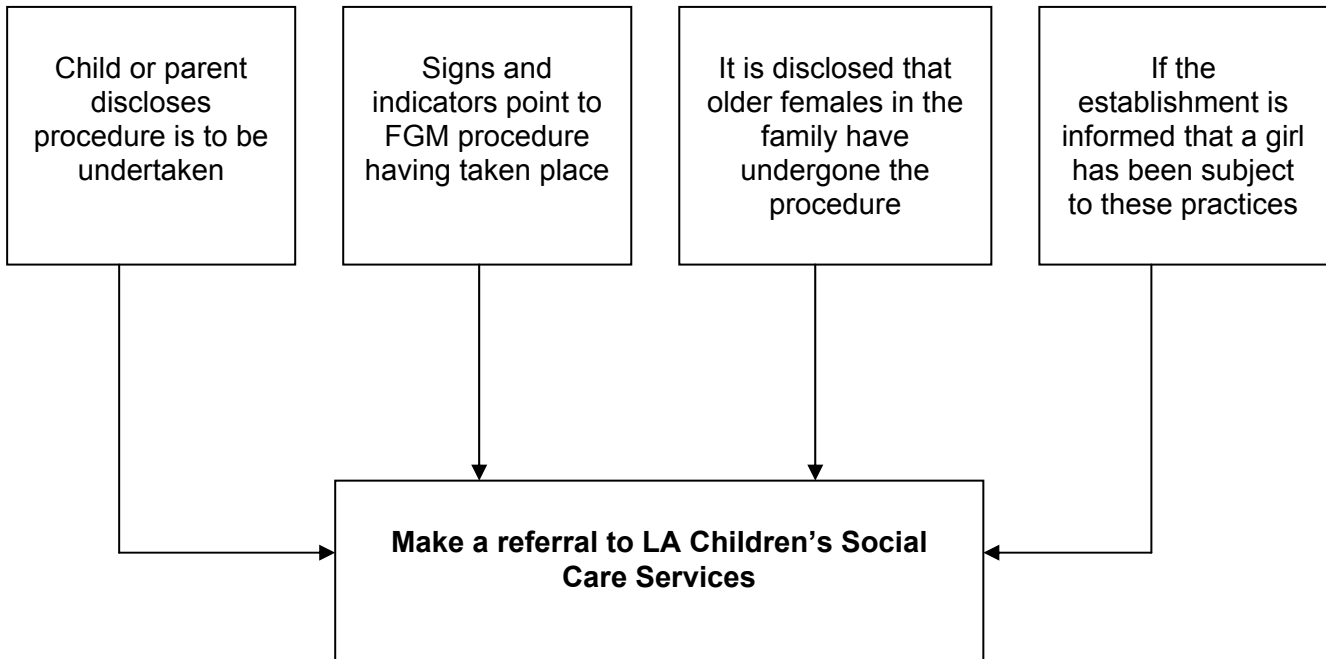 Child or parent
discloses
procedure is to be
undertaken
Signs and
indicators point to
FGM procedure
having taken place
It is disclosed that
older females in the
family have
undergone the
procedure
If the
establishment is
informed that a girl
has been subject
to these practices
Make a referral to LA Children’s Social
Care Services